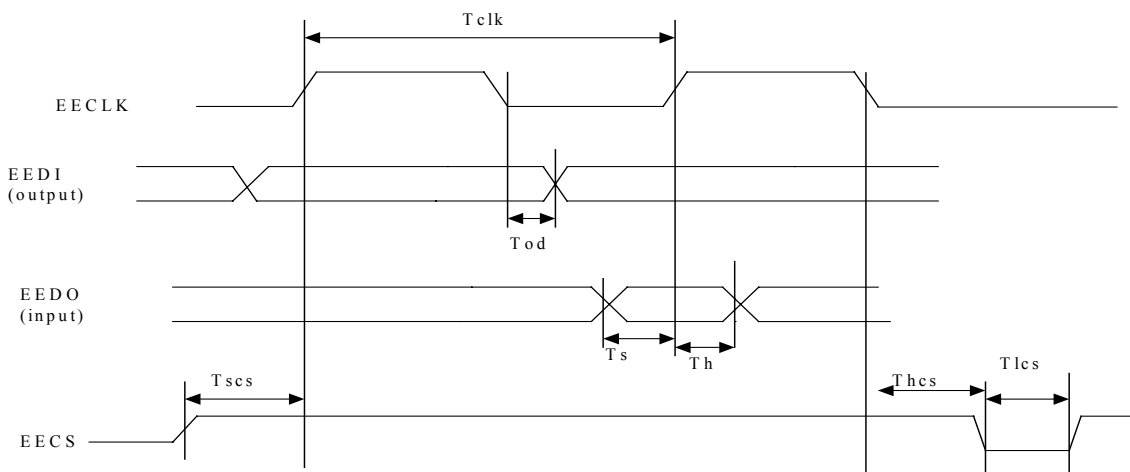 Tclk
EECLK
EEDI
(output)
Tod
EEDO
(input)
Ts
Th
Tscs
Thcs
Tlcs
EECS